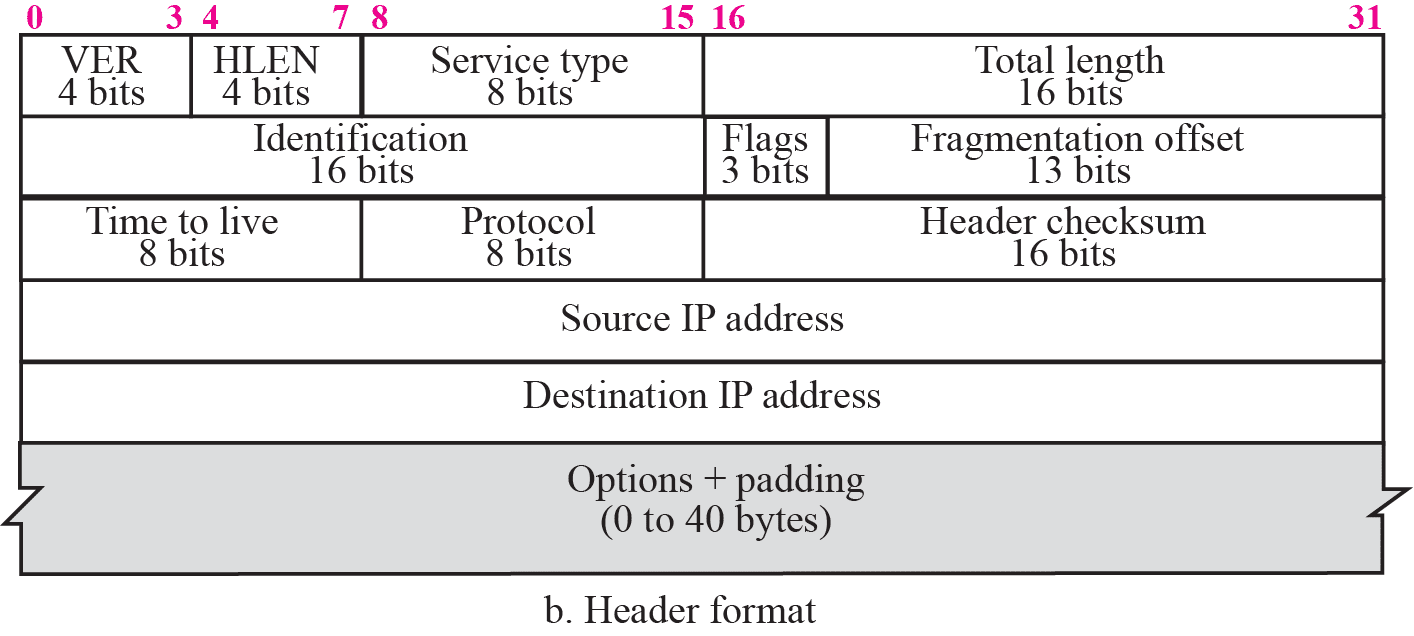 0 3 4 7 8 15 16 31
VER HLEN Service type Total length
4 bits 4 bits 8 bits 16 bits
Identification Flags Fragmentation offset
16 bits 3 bits 13 bits
Time to live Protocol Header checksum
8 bits 8 bits 16 bits
Source IP address
Destination IP address
Options + padding
(0 to 40 bytes)
b. Header format